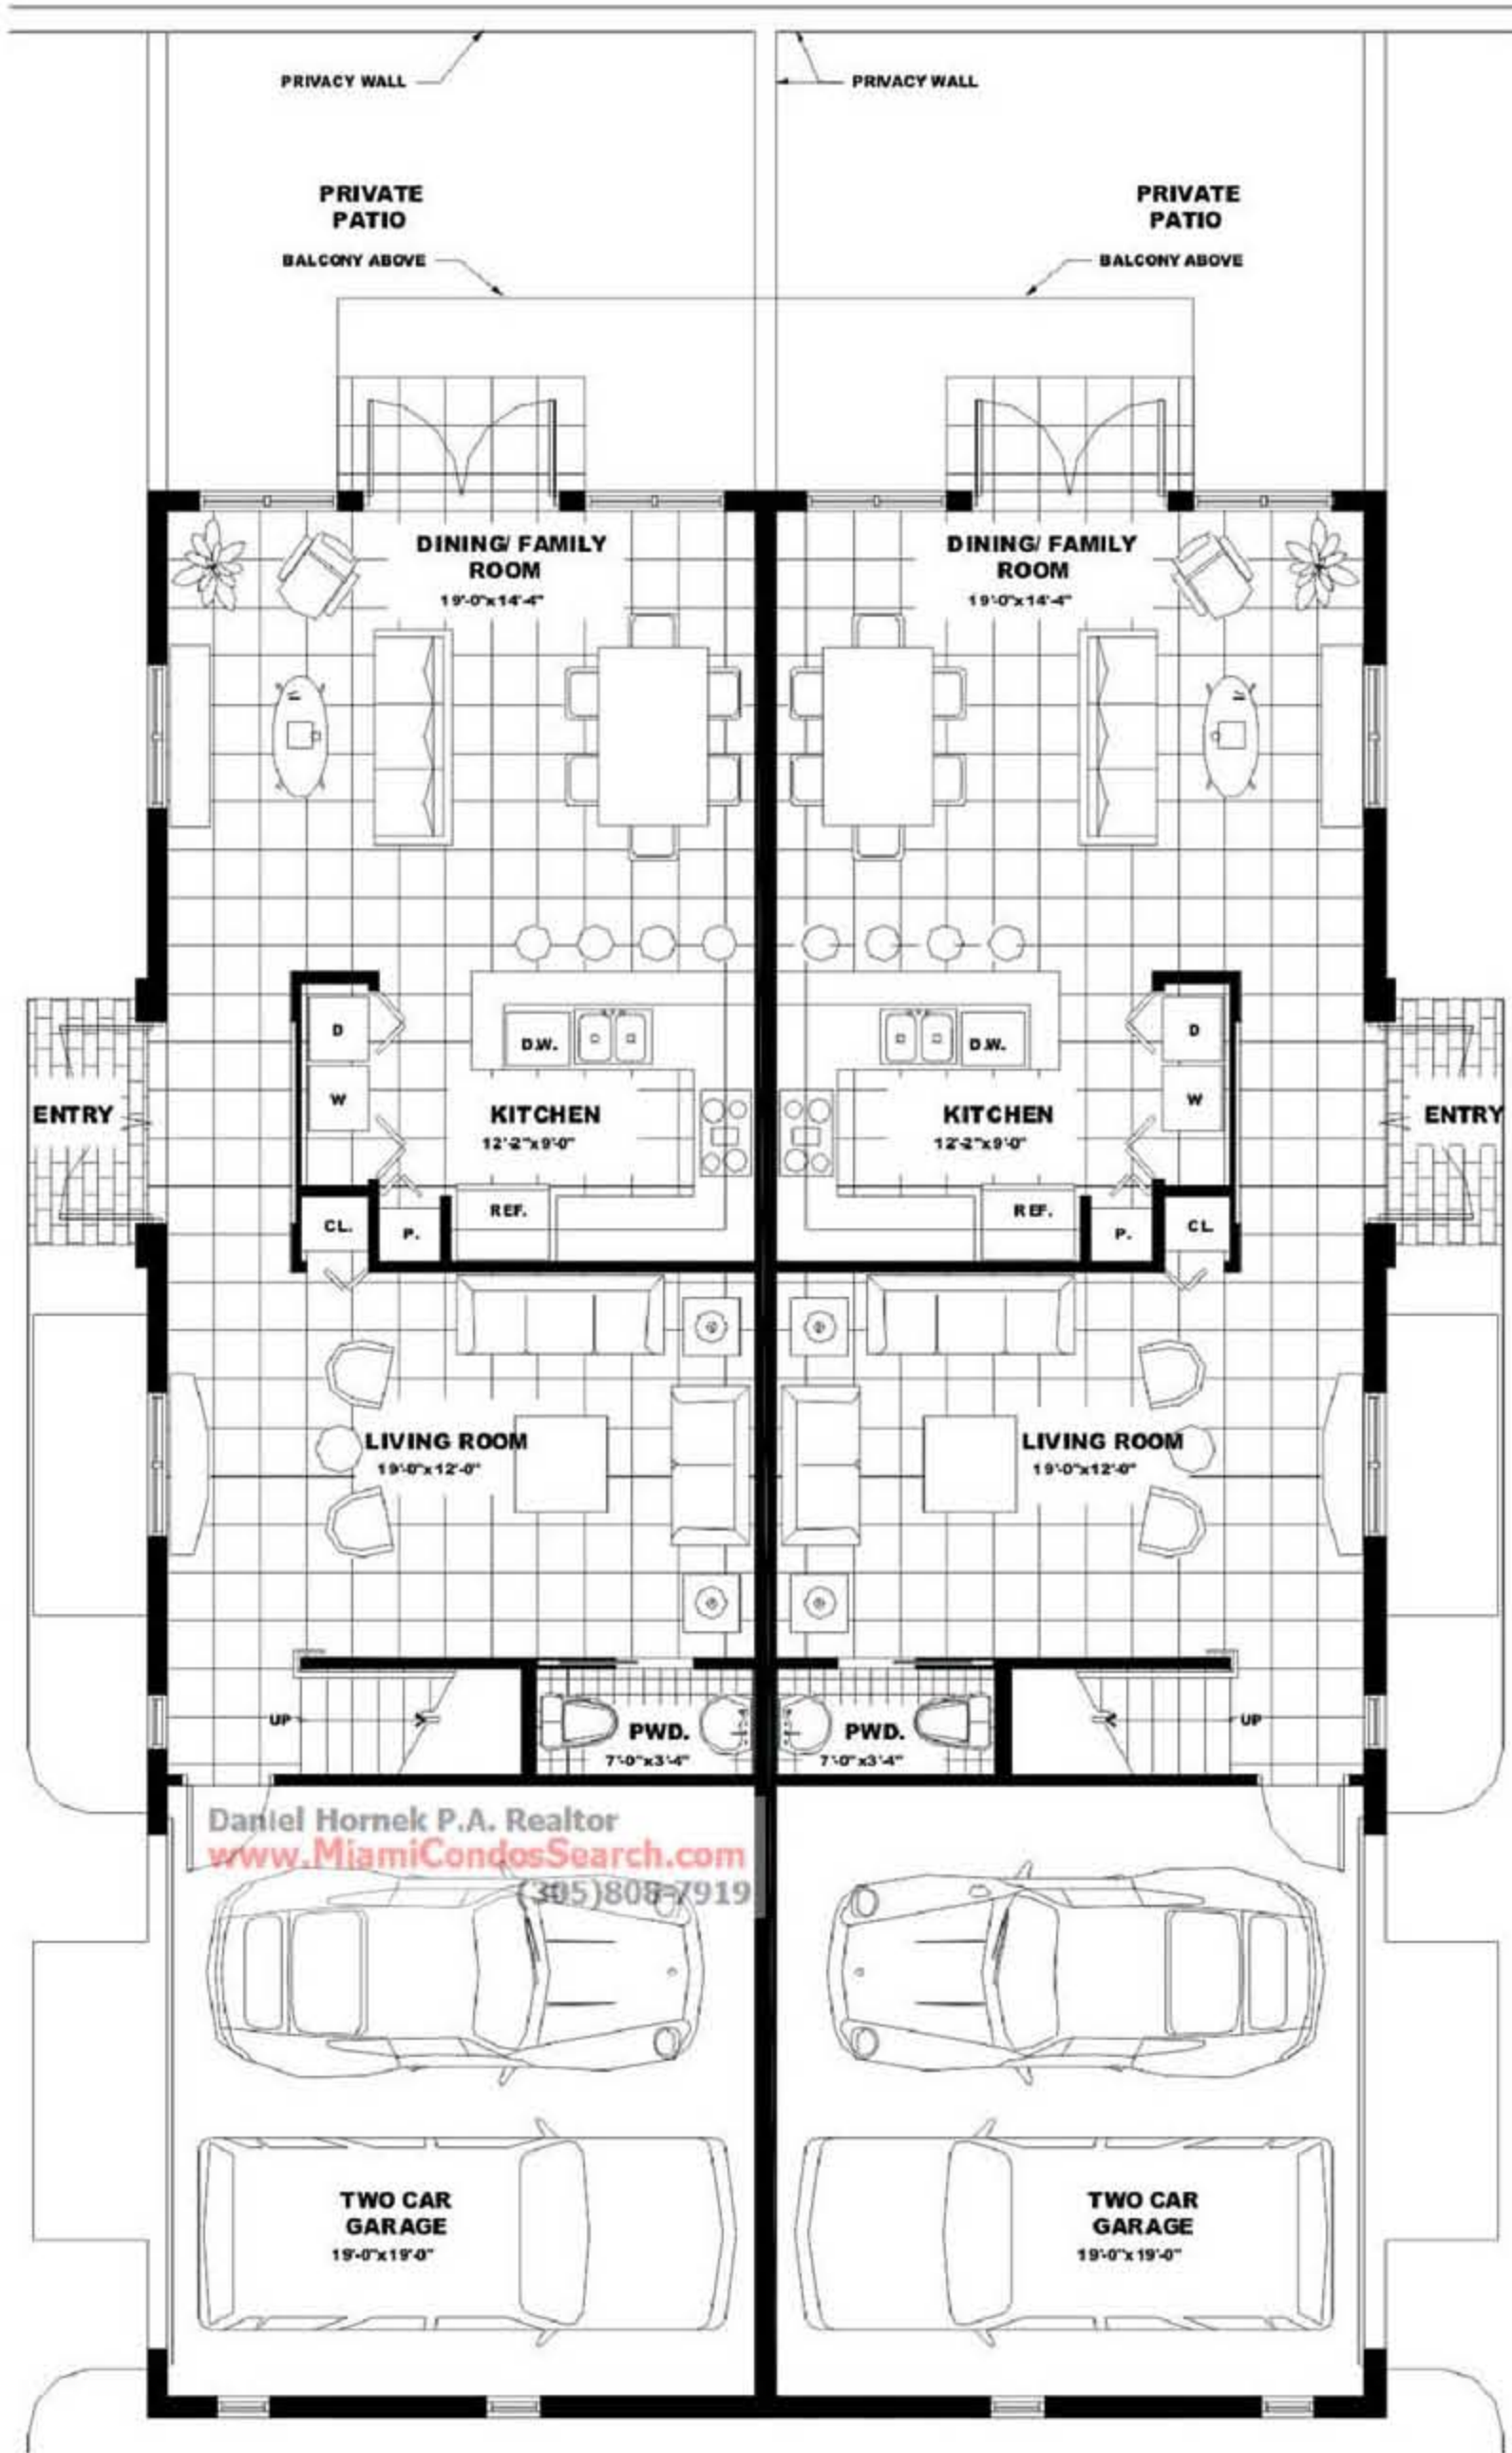 PRIVACY WALL
PRIVACY WALL
PRIVATE
PATIO
PRIVATE
PATIO
BALCONY ABOVE
BALCONY ABOVE
DINING/ FAMILY
ROOM
19'-0"x14'-4"
DINING/ FAMILY
ROOM
19'-0"x14'-4"
D
D.W.
D.W.
D
W
W
ENTRY
KITCHEN
12'-2"x9'-0"
KITCHEN
12'-2"x9'-0"
ENTRY
CL.
P.
REF.
REF.
P.
CL.
LIVING ROOM
19'-0"x12'-0"
LIVING ROOM
19'-0"x12'-0"
UP
PWD.
7'-0"x3'-4"
PWD.
7'-0"x3'-4"
UP
Daniel Hornek P.A. Realtor
www.MiamiCondosSearch.com
(305)808-7919
TWO CAR
GARAGE
19'-0"x19'-0"
TWO CAR
GARAGE
19'-0"x19'-0"